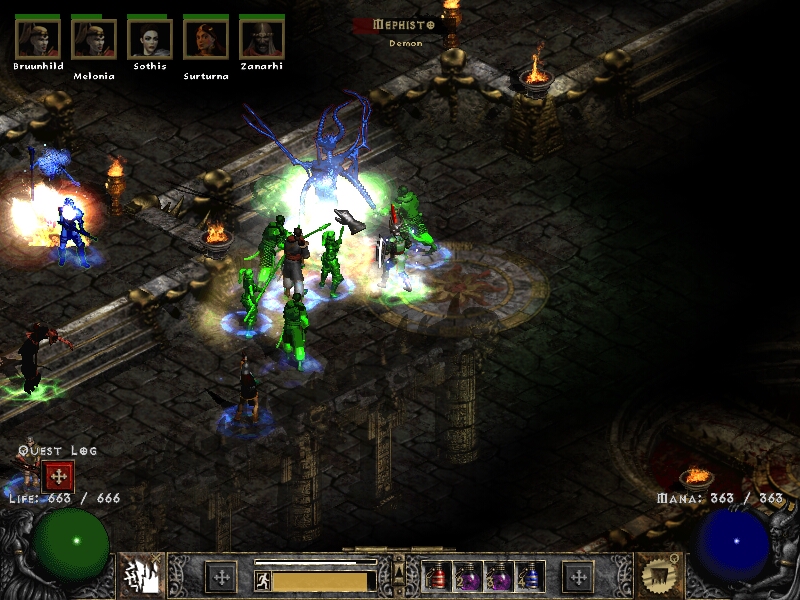 Mephisto
Demon
Bruunhild
Melonia
Sothis
Surturna
Zanarhi
Quest Log
Life: 663 / 666
Mana: 363 / 363